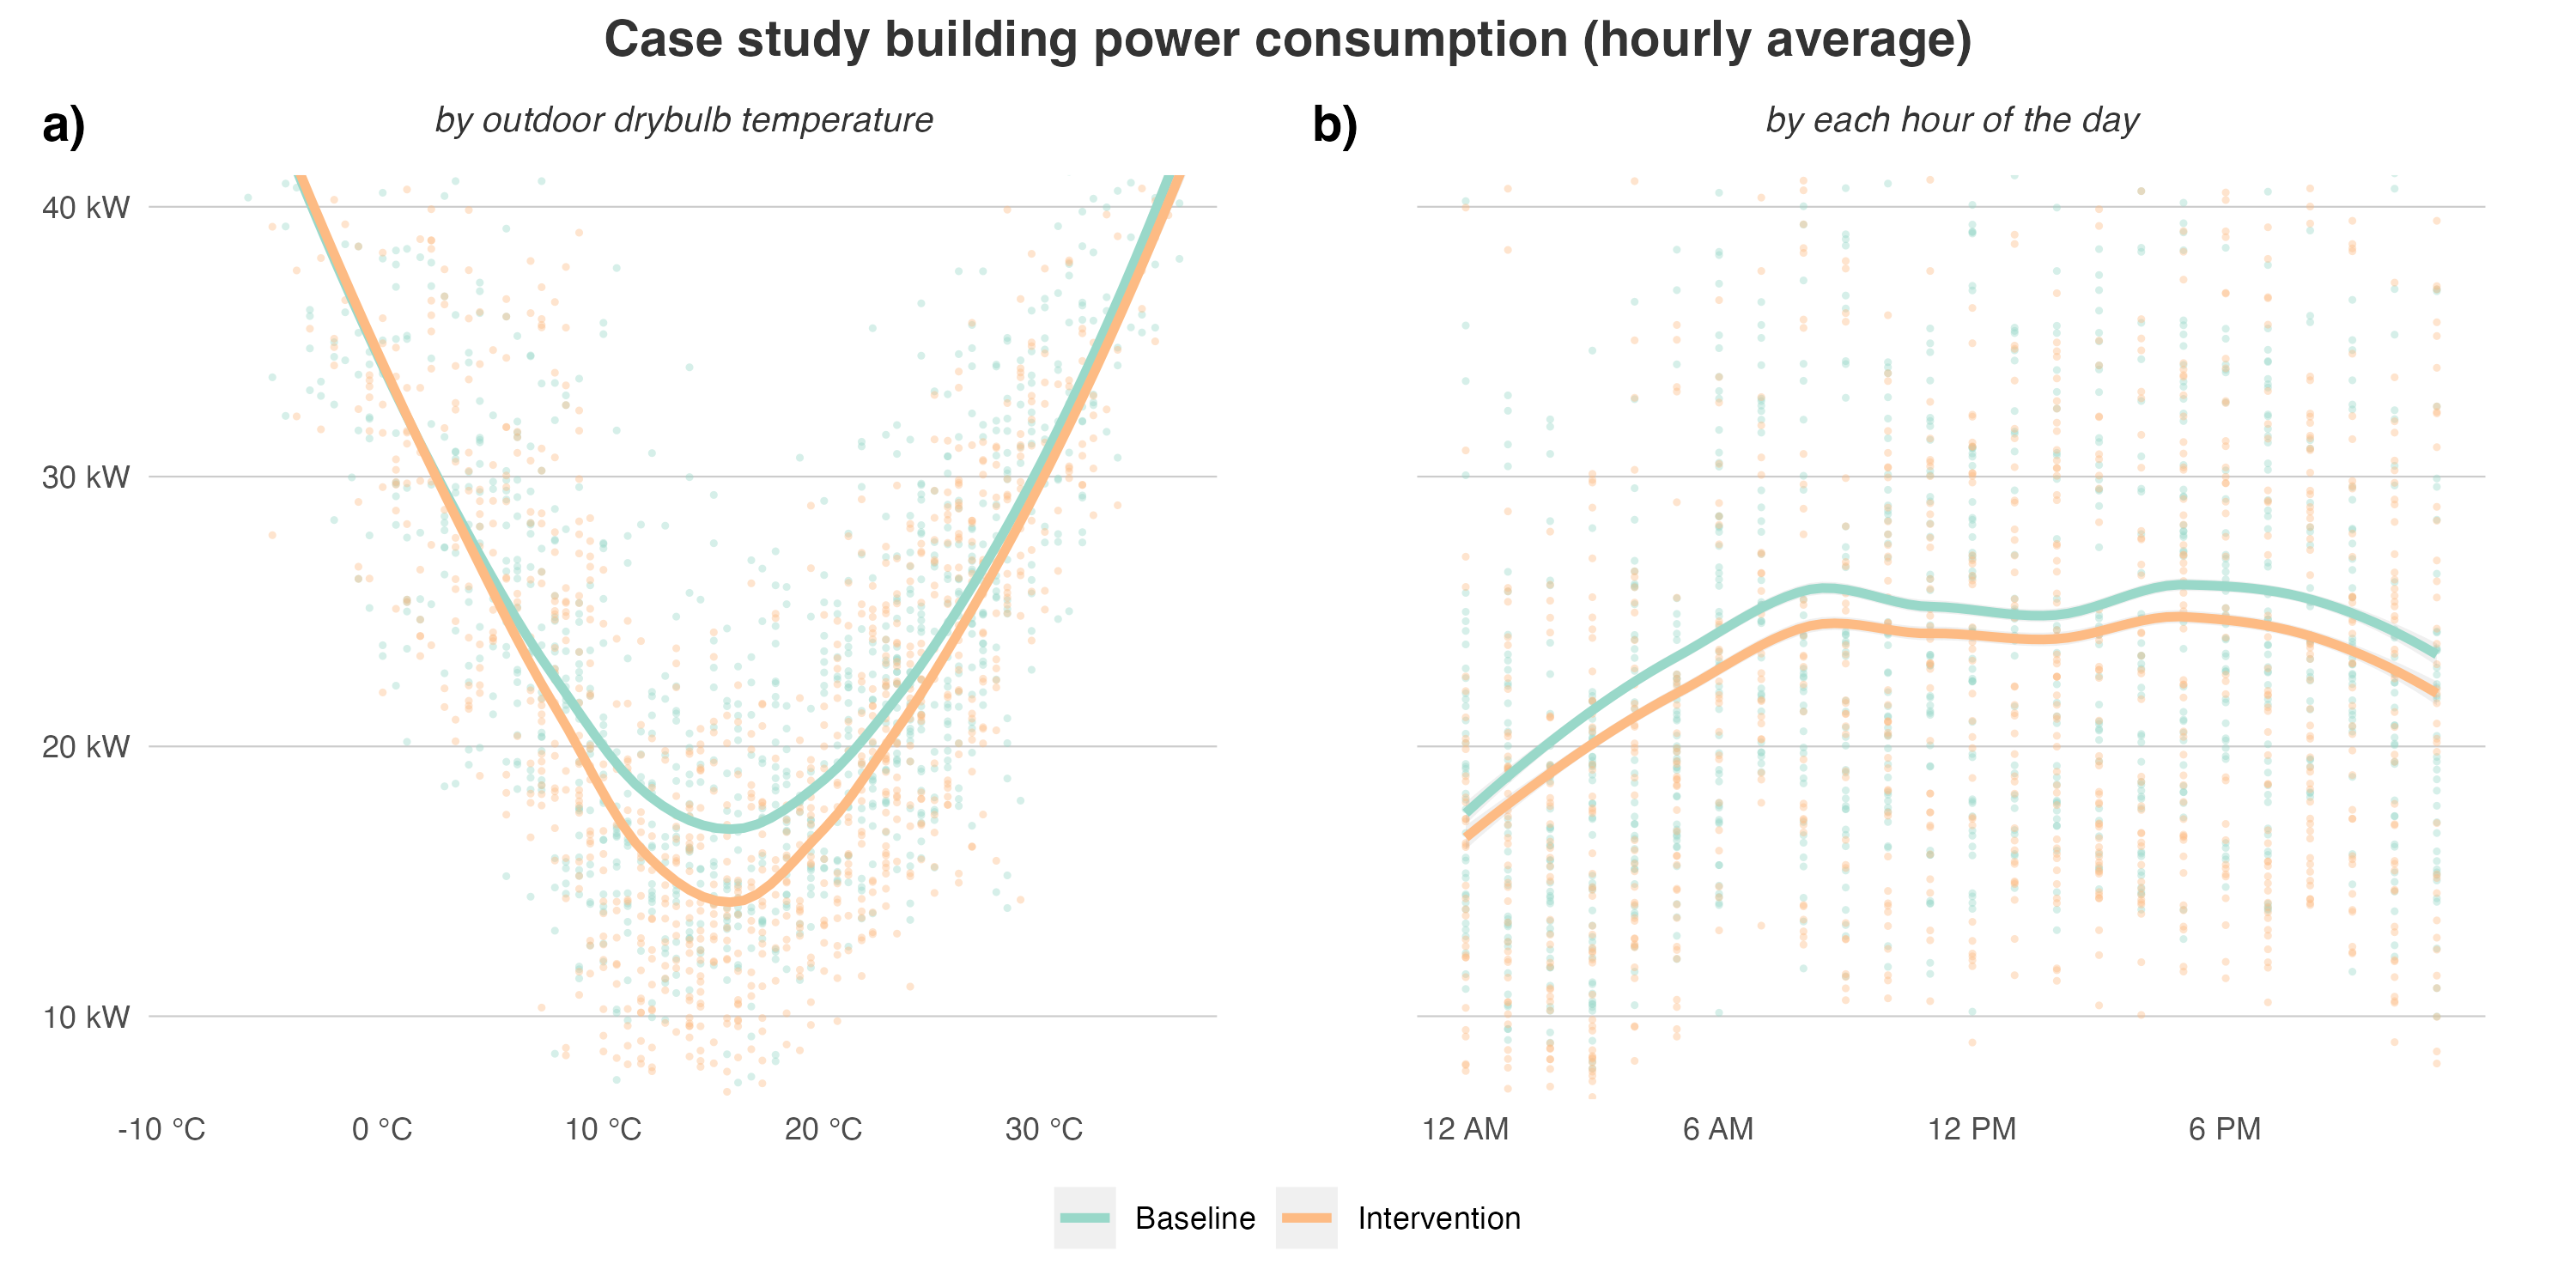 Case study building power consumption (hourly average)
a)
by outdoor drybulb temperature
40 kW
30 kW
20 kW
10 kW
-10 °C 0 °C 10 °C 20 °C 30 °C
b)
by each hour of the day
12 AM 6 AM 12 PM 6 PM
Baseline Intervention